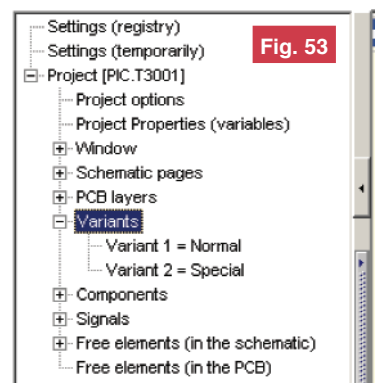 Settings (registry)
Settings (temporarily)
Fig. 53
Project [PIC.T3001]
Project options
Project Properties (variables)
Window
Schematic pages
PCB layers
Variants
Variant 1 = Normal
Variant 2 = Special
Components
Signals
Free elements (in the schematic)
Free elements (in the PCB)